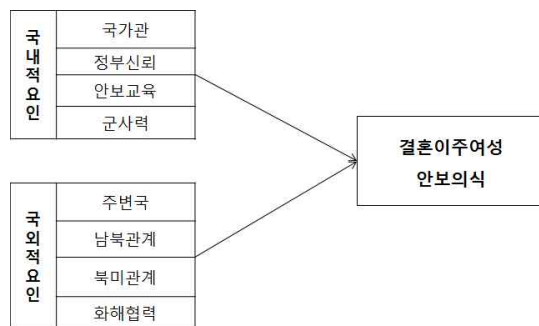 국내적요인
국가관
정부신뢰
안보교육
군사력
국외적요인
주변국
남북관계
북미관계
화해협력
결혼이주여성
안보의식